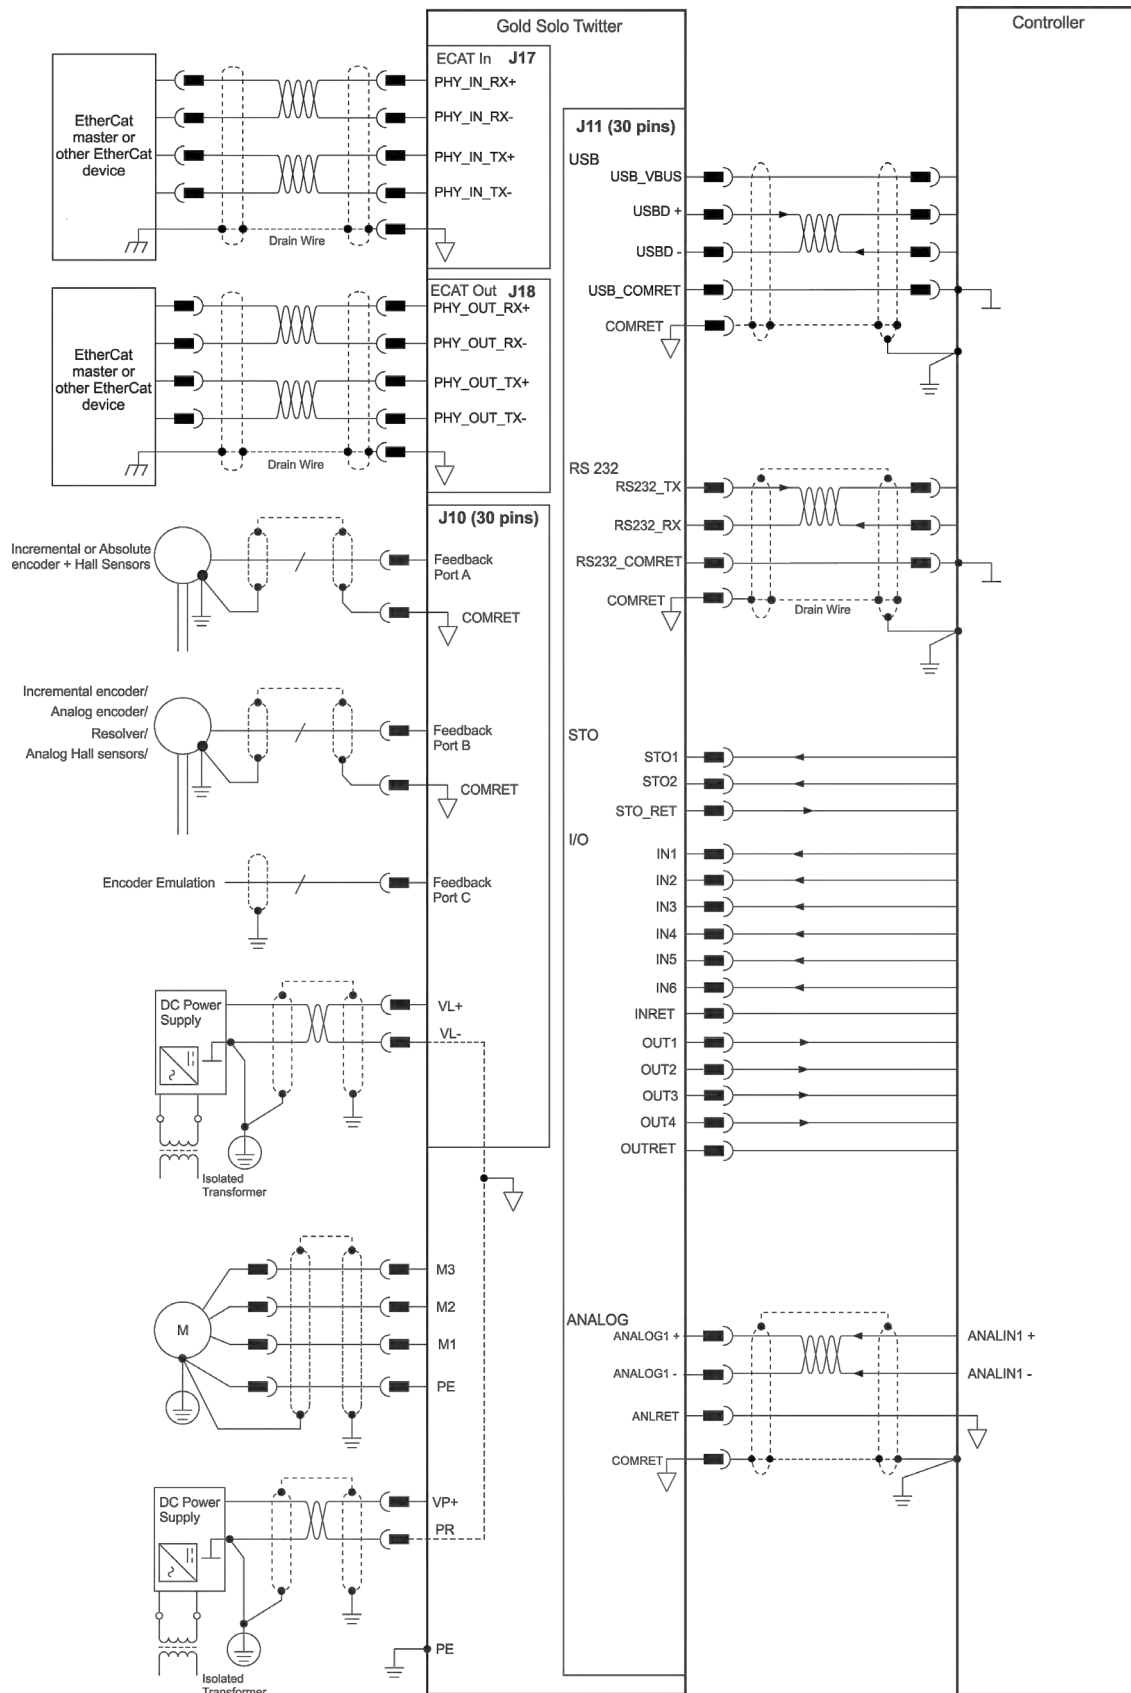 Gold Solo Twitter
Controller
ECAT In J17
PHY_IN_RX+
PHY_IN_RX-
PHY_IN_TX+
PHY_IN_TX-
EtherCat
master or
other EtherCat
device
Drain Wire
ECAT Out J18
PHY_OUT_RX+
PHY_OUT_RX-
PHY_OUT_TX+
PHY_OUT_TX-
EtherCat
master or
other EtherCat
device
Drain Wire
J10 (30 pins)
Incremental or Absolute
encoder + Hall Sensors
Feedback
Port A
COMRET
Incremental encoder/
Analog encoder/
Resolver/
Analog Hall sensors/
Feedback
Port B
COMRET
Encoder Emulation
Feedback
Port C
DC Power
Supply
VL+
VL-
Isolated
Transformer
M
M3
M2
M1
PE
DC Power
Supply
VP+
PR
Isolated
Transformer
PE
J11 (30 pins)
USB
USB_VBUS
USBD +
USBD -
USB_COMRET
COMRET
RS 232
RS232_TX
RS232_RX
RS232_COMRET
COMRET
Drain Wire
STO
STO1
STO2
STO_RET
I/O
IN1
IN2
IN3
IN4
IN5
IN6
INRET
OUT1
OUT2
OUT3
OUT4
OUTRET
ANALOG
ANALOG1 +
ANALIN1 +
ANALOG1 -
ANALIN1 -
ANLRET
COMRET